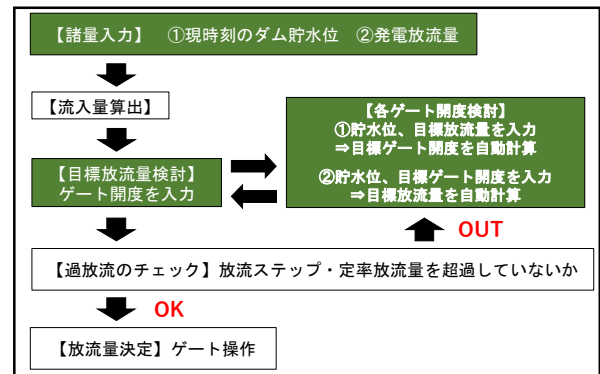 【諸量入力】 ①現時刻のダム貯水位 ②発電放流量
【流入量算出】
【目標放流量検討】
ゲート開度を入力
【各ゲート開度検討】
①貯水位、目標放流量を入力
⇒目標ゲート開度を自動計算
②貯水位、目標ゲート開度を入力
⇒目標放流量を自動計算
OUT
【過放流のチェック】放流ステップ・定率放流量を超過していないか
OK
【放流量決定】ゲート操作